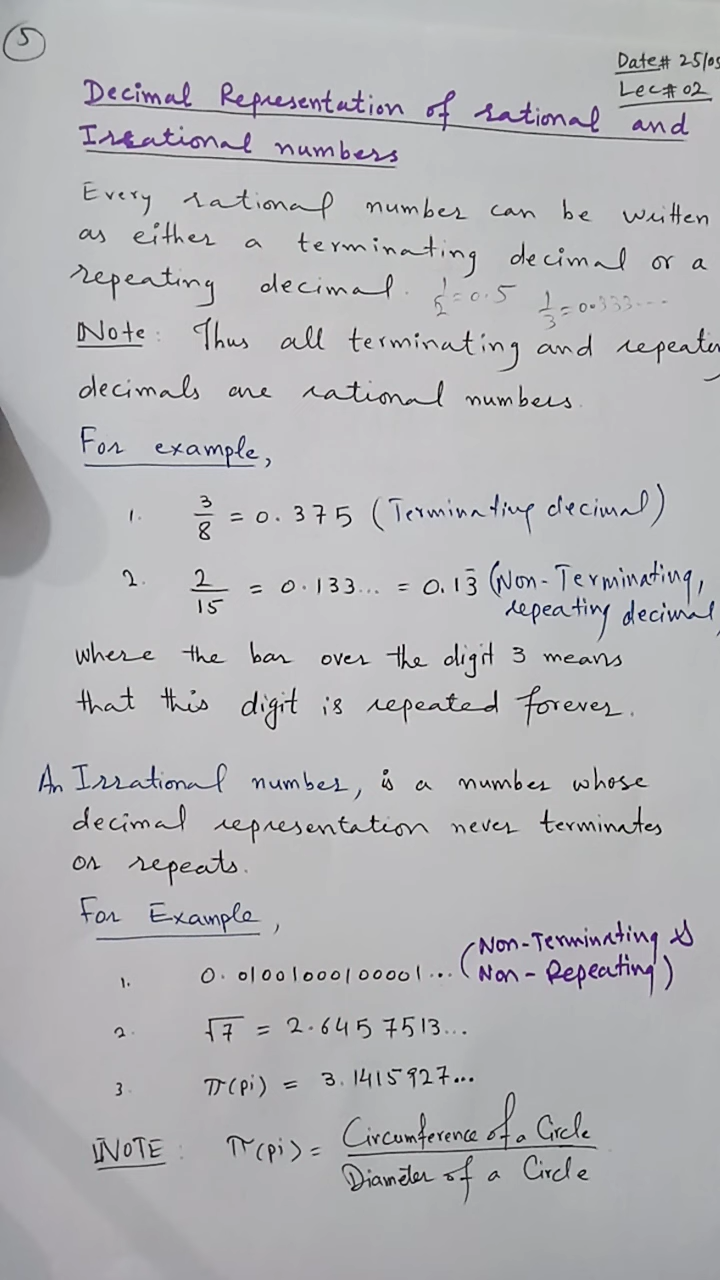 5
Date# 25/05
Lec# 02
Decimal Representation of rational and
Irrational numbers
Every rational number can be written
as either a terminating decimal or a
repeating decimal. 1/2 = 0.5 1/3 = 0.333...
Note: Thus all terminating and repeatin
decimals are rational numbers.
For example,
1. 3/8 = 0.375 (Terminating decimal)
2. 2/15 = 0.133... = 0.13̄ (Non-Terminating,
repeating decimal,
where the bar over the digit 3 means
that this digit is repeated forever.
An Irrational number, is a number whose
decimal representation never terminates
or repeats.
For Example,
1. 0.01001000100001... (Non-Terminating &
Non-Repeating)
2. √7 = 2.6457513...
3. π(pi) = 3.1415927...
NOTE: π(pi) = Circumference of a Circle
Diameter of a Circle